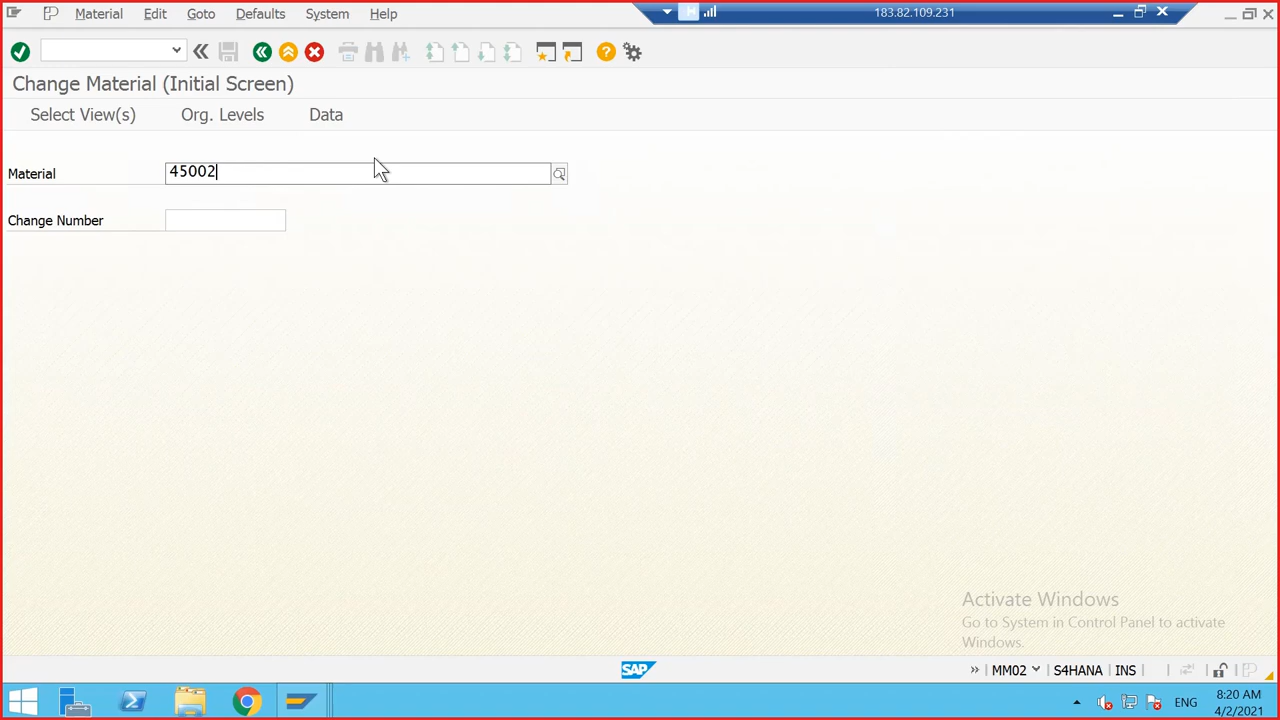 Material Edit Goto Defaults System Help
183.82.109.231
Change Material (Initial Screen)
Select View(s) Org. Levels Data
Material 45002
Change Number
Activate Windows
Go to System in Control Panel to activate
Windows.
SAP
MM02 S4HANA INS
8:20 AM
ENG
4/2/2021